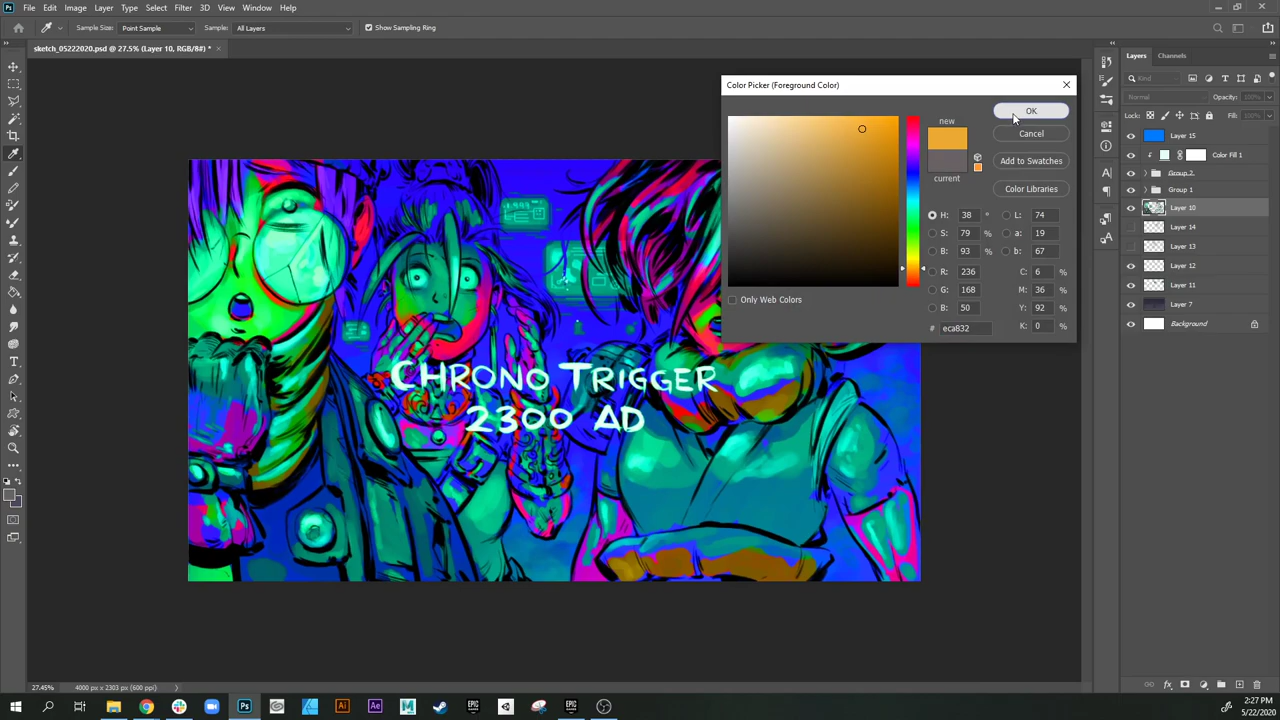 File Edit Image Layer Type Select Filter 3D View Window Help
Sample Size: Point Sample Sample: All Layers Show Sampling Ring
sketch_05222020.psd @ 27.5% (Layer 10, RGB/8#) *
Color Picker (Foreground Color)
new
current
OK
Cancel
Add to Swatches
Color Libraries
H: 38 ° L: 74
S: 79 % a: 19
B: 93 % b: 67
R: 236 C: 6 %
G: 168 M: 36 %
B: 50 Y: 92 %
# eca832 K: 0 %
Only Web Colors
Layers Channels
Kind
Normal Opacity: 100%
Lock: Fill: 100%
Layer 15
Color Fill 1
Group 2
Group 1
Layer 10
Layer 14
Layer 13
Layer 12
Layer 11
Layer 7
Background
CHRONO TRIGGER
2300 AD
27.45% 4000 px x 2303 px (600 ppi)
2:27 PM
5/22/2020